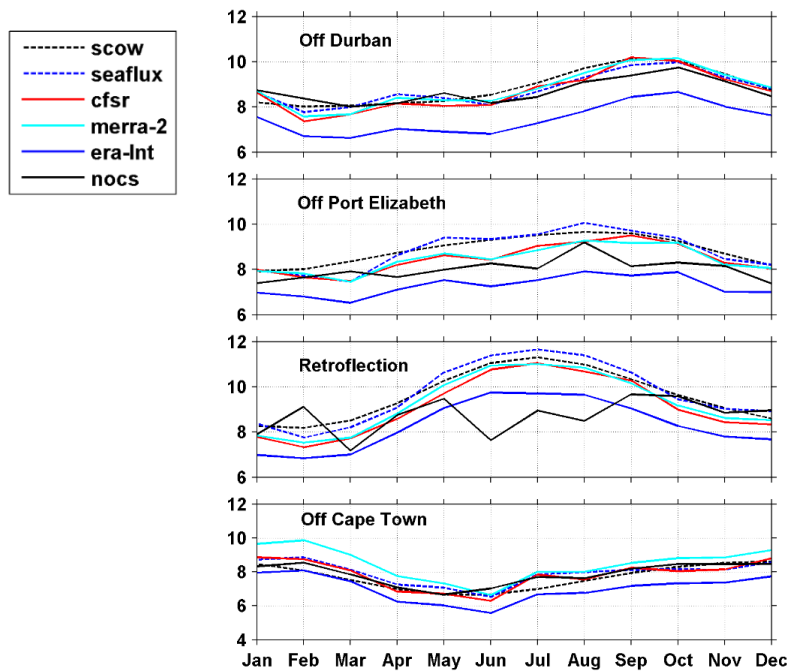 scow
seaflux
cfsr
merra-2
era-Int
nocs
12
10
8
6
Off Durban
12
10
8
6
Off Port Elizabeth
12
10
8
6
Retroflection
12
10
8
6
4
Off Cape Town
Jan Feb Mar Apr May Jun Jul Aug Sep Oct Nov Dec